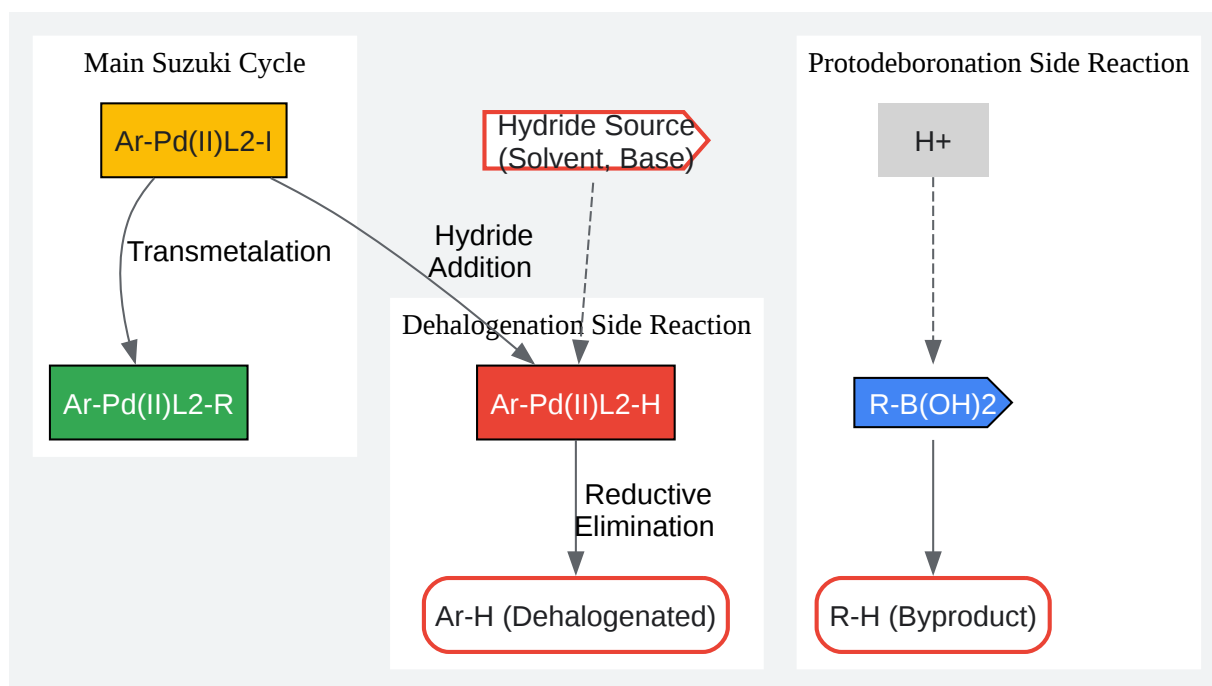 Main Suzuki Cycle
Ar-Pd(II)L2-I
Transmetalation
Ar-Pd(II)L2-R
Hydride Source
(Solvent, Base)
Hydride
Addition
Dehalogenation Side Reaction
Ar-Pd(II)L2-H
Reductive
Elimination
Ar-H (Dehalogenated)
Protodeboronation Side Reaction
H+
R-B(OH)2
R-H (Byproduct)